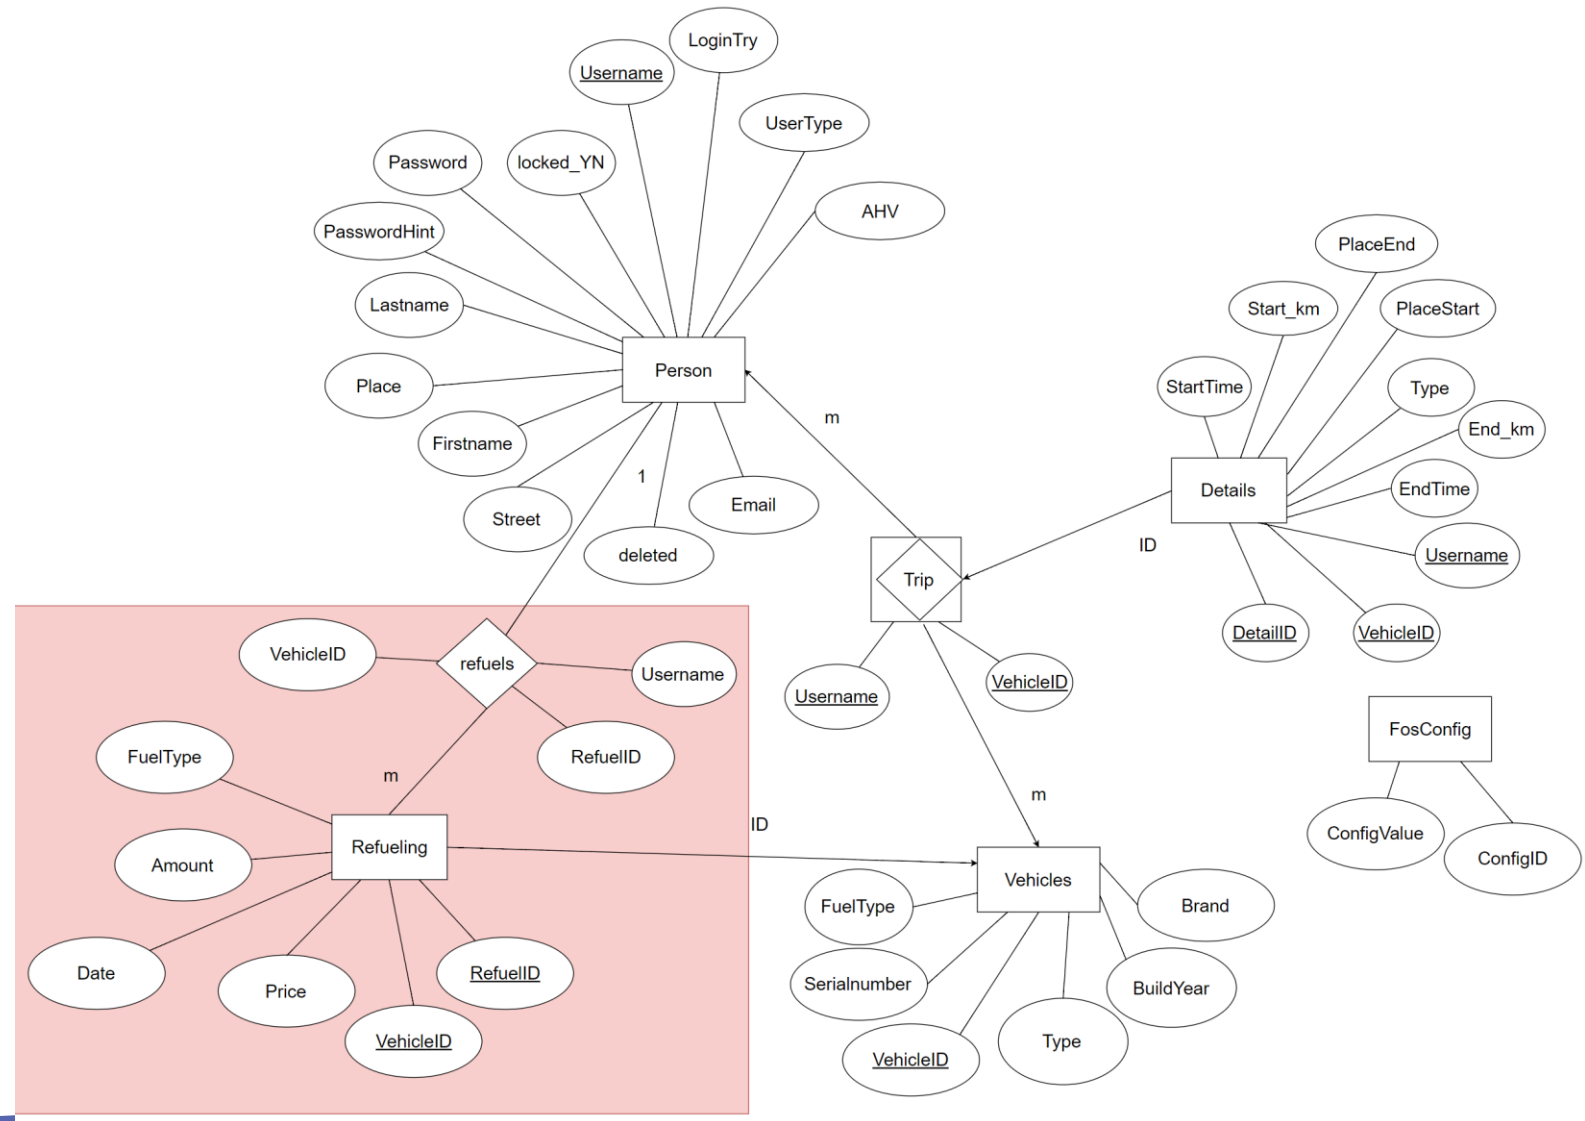 LoginTry
Username
UserType
Password
locked_YN
AHV
PasswordHint
PlaceEnd
Lastname
Start_km
PlaceStart
Person
Place
StartTime
Type
m
Firstname
End_km
1
Details
EndTime
Email
Street
ID
deleted
Username
Trip
DetailID
VehicleID
VehicleID
refuels
Username
Username
VehicleID
FosConfig
FuelType
RefuelID
m
m
ID
ConfigValue
Refueling
ConfigID
Amount
Vehicles
FuelType
Brand
Date
RefuelID
Serialnumber
BuildYear
Price
VehicleID
Type
VehicleID